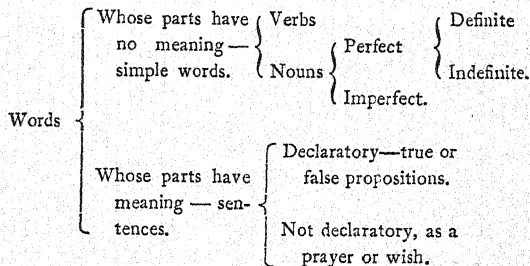 Whose parts have
no meaning —
simple words.
Verbs
Nouns
Perfect
Imperfect.
Definite
Indefinite.
Words
Whose parts have
meaning — sen-
tences.
Declaratory—true or
false propositions.
Not declaratory, as a
prayer or wish.